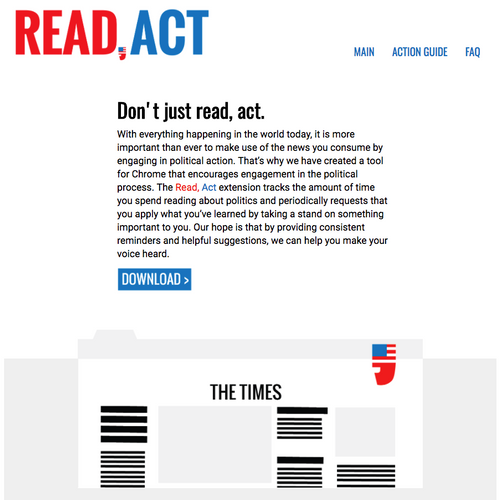 READ, ACT
MAIN ACTION GUIDE FAQ
Don't just read, act.
With everything happening in the world today, it is more
important than ever to make use of the news you consume by
engaging in political action. That's why we have created a tool
for Chrome that encourages engagement in the political
process. The Read, Act extension tracks the amount of time
you spend reading about politics and periodically requests that
you apply what you've learned by taking a stand on something
important to you. Our hope is that by providing consistent
reminders and helpful suggestions, we can help you make your
voice heard.
DOWNLOAD >
THE TIMES